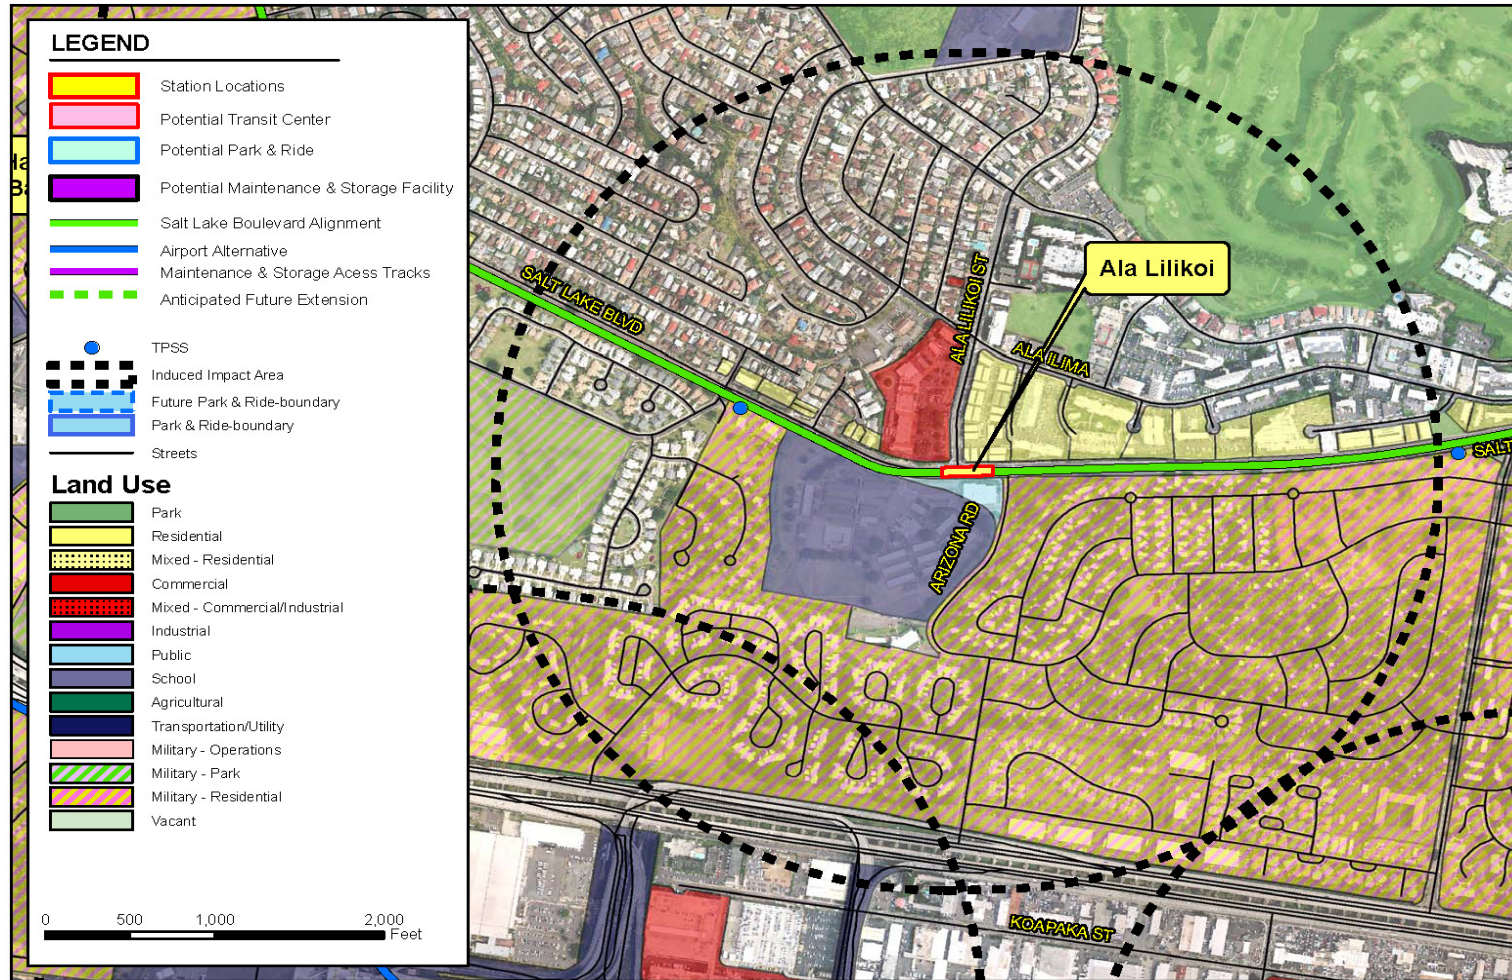 LEGEND
Station Locations
Potential Transit Center
Potential Park & Ride
Potential Maintenance & Storage Facility
Salt Lake Boulevard Alignment
Airport Alternative
Maintenance & Storage Acess Tracks
Anticipated Future Extension
TPSS
Induced Impact Area
Future Park & Ride-boundary
Park & Ride-boundary
Streets
Land Use
Park
Residential
Mixed - Residential
Commercial
Mixed - Commercial/Industrial
Industrial
Public
School
Agricultural
Transportation/Utility
Military - Operations
Military - Park
Military - Residential
Vacant
0 500 1,000 2,000
Feet
Ala Lilikoi
SALT LAKE BLVD
ALA LILIKOI ST
ALA ILIMA
SALT
ARIZONA RD
KOAPAKA ST